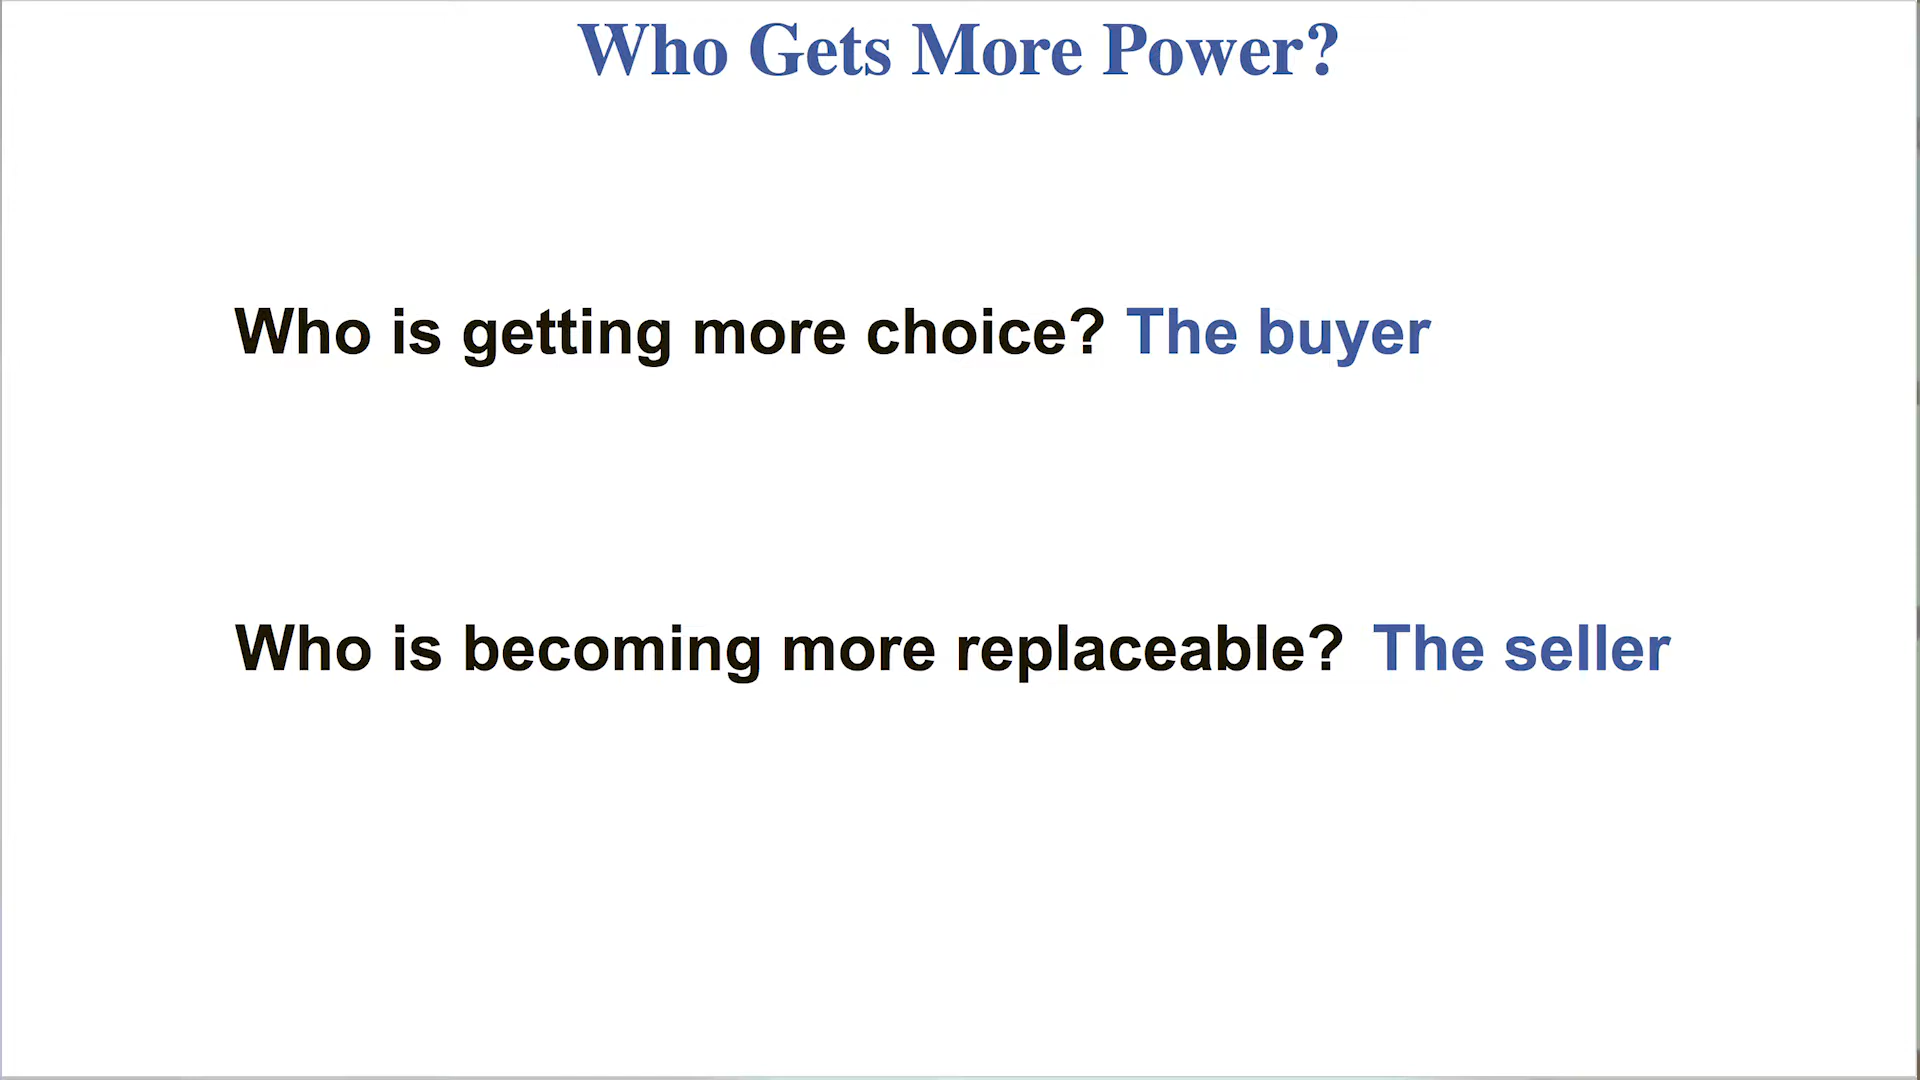 Who Gets More Power?
Who is getting more choice? The buyer
Who is becoming more replaceable? The seller